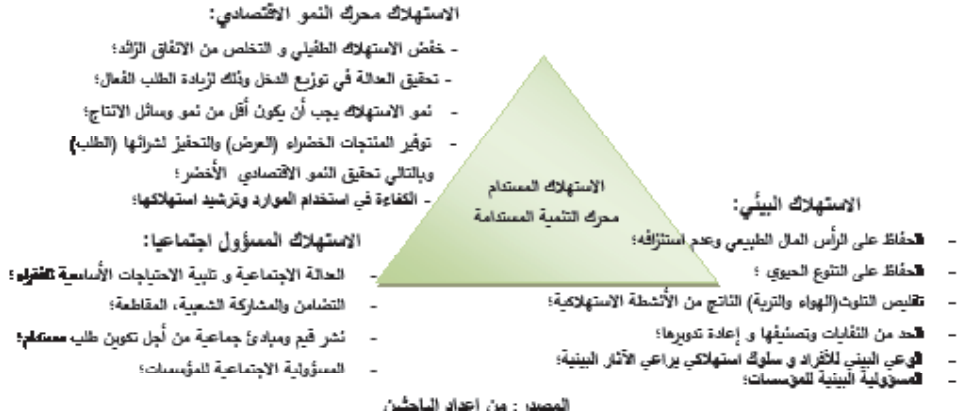 الاستهلاك محرك النمو الاقتصادي:
- خفض الاستهلاك الطفيلي و التخلص من الانفاق الزائد؛
- تحقيق العدالة في توزيع الدخل وذلك لزيادة الطلب الفعال؛
- نمو الاستهلاك يجب أن يكون أقل من نمو وسائل الانتاج؛
- توفير المنتجات الخضراء (العرض) والتحفيز لشرائها (الطلب)
وبالتالي تحقيق النمو الاقتصادي الأخضر؛
- الكفاءة في استخدام الموارد وترشيد استهلاكها؛
الاستهلاك المستدام
محرك التنمية المستدامة
الاستهلاك البيئي:
- الحفاظ على الرأس المال الطبيعي وعدم استنزافه؛
- الحفاظ على التنوع الحيوي ؛
- تقليص التلوث(الهواء والتربة) الناتج من الأنشطة الاستهلاكية؛
- الحد من النفايات وتصنيفها و إعادة تدويرها؛
- الوعي البيئي للأفراد و سلوك استهلاكي يراعي الآثار البيئية؛
- المسؤولية البيئية للمؤسسات؛
الاستهلاك المسؤول اجتماعيا:
- العدالة الاجتماعية و تلبية الاحتياجات الأساسية للفقراء؛
- التضامن والمشاركة الشعبية، المقاطعة؛
- نشر قيم ومبادئ جماعية من أجل تكوين طلب مستدام؛
- المسؤولية الاجتماعية للمؤسسات؛
المصدر : من إعداد الباحثين